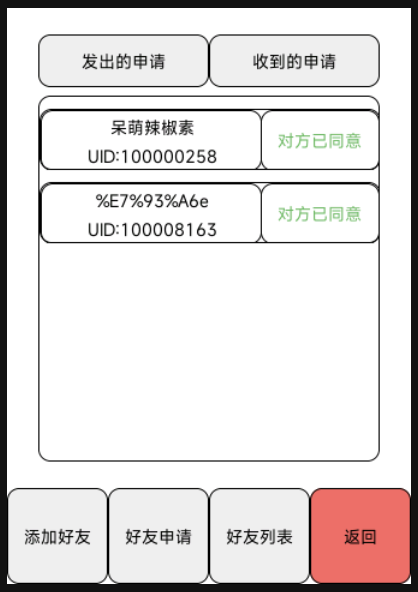 发出的申请 收到的申请
呆萌辣椒素
UID:100000258
对方已同意
%E7%93%A6e
UID:100008163
对方已同意
添加好友 好友申请 好友列表 返回